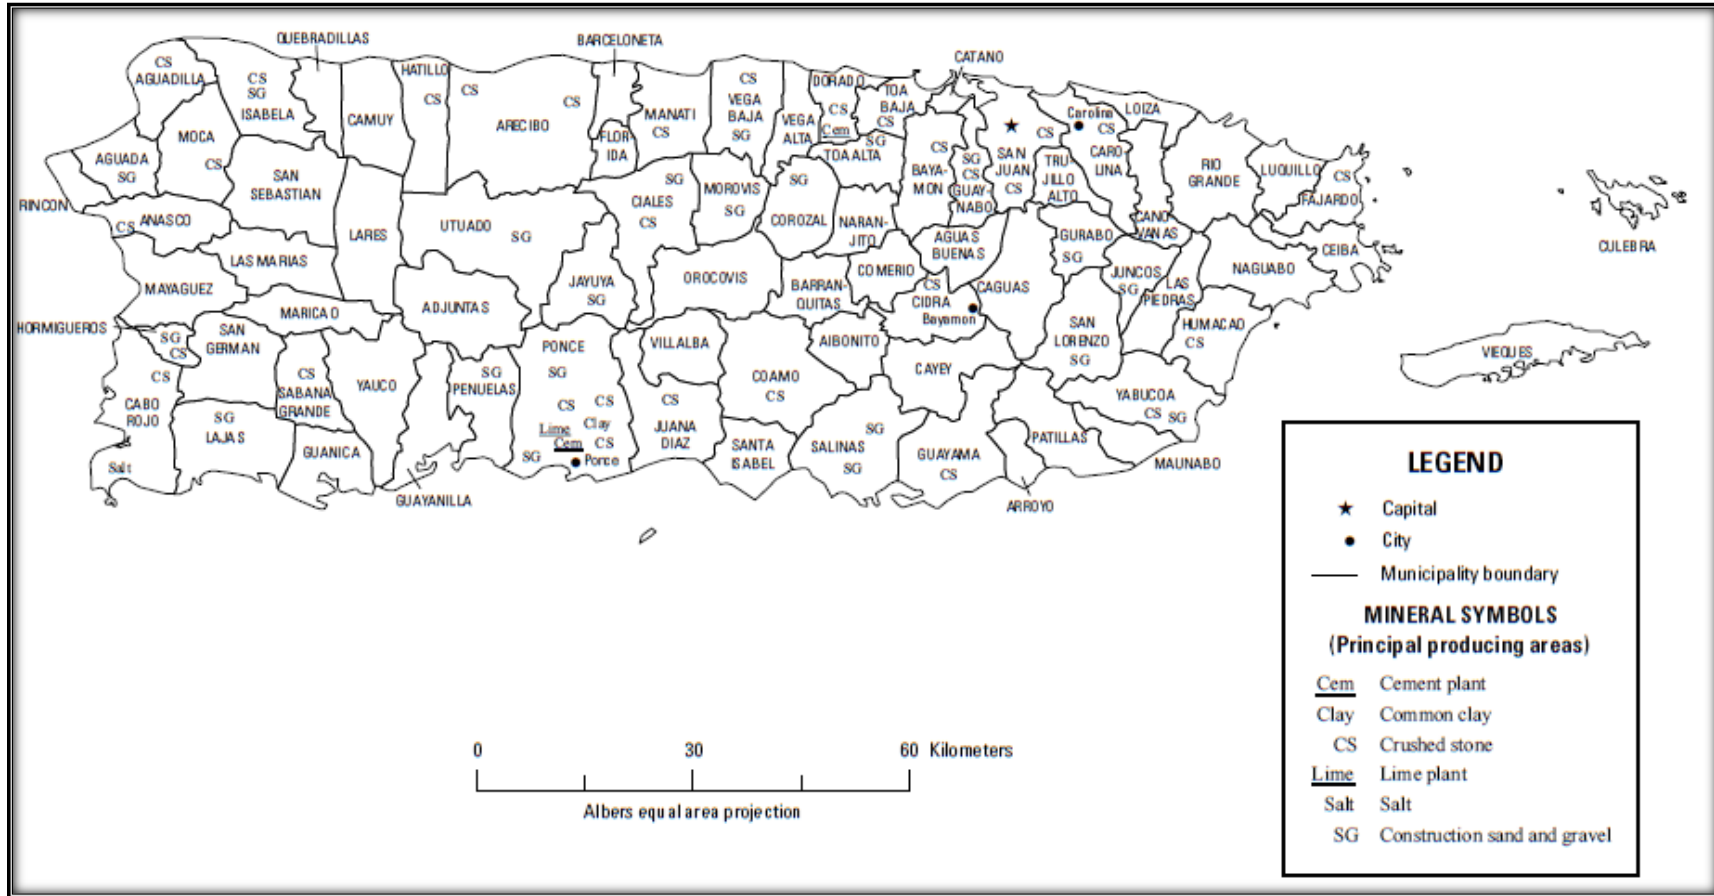 QUEBRADILLAS
BARCELONETA
CATANO
CS
AGUADILLA
CS
SG
ISABELA
CAMUY
HATILLO
CS
CS
CS
ARECIBO
FLOR-
IDA
MANATI
CS
CS
VEGA
BAJA
SG
VEGA
ALTA
DORADO
CS
Cem
TOA
BAJA
CS
SG
TOA ALTA
CS
BAYA-
MON
SG
CS
GUAY-
NABO
CS
SAN
JUAN
CS
TRU-
JILLO
ALTO
Carolina
CS
CARO
LINA
LOIZA
CANO
VANAS
RIO
GRANDE
LUQUILLO
CS
FAJARDO
CEIBA
CULEBRA
MOCA
CS
AGUADA
SG
RINCON
CS
ANASCO
SAN
SEBASTIAN
LARES
UTUADO
SG
SG
CIALES
CS
MOROVIS
SG
SG
COROZAL
NARAN-
JITO
AGUAS
BUENAS
GURABO
SG
LAS MARIAS
MAYAGUEZ
MARICAO
ADJUNTAS
JAYUYA
SG
OROCOVIS
BARRAN-
QUITAS
COMERIO
CS
CIDRA
Bayamon
CAGUAS
JUNCOS
SG
LAS
PIEDRAS
NAGUABO
HUMACAO
CS
HORMIGUEROS
SG
CS
SAN
GERMAN
CS
CABO
ROJO
Salt
SG
LAJAS
CS
SABANA
GRANDE
GUANICA
YAUCO
GUAYANILLA
SG
PENUELAS
PONCE
SG
CS
CS
Lime
Clay
Cem
CS
SG
Ponce
VILLALBA
CS
JUANA
DIAZ
COAMO
CS
SANTA
ISABEL
AIBONITO
SG
SALINAS
SG
CAYEY
GUAYAMA
CS
ARROYO
PATILLAS
SAN
LORENZO
SG
YABUCOA
CS
SG
MAUNABO
VIEQUES
0 30 60 Kilometers
Albers equal area projection
LEGEND
Capital
City
Municipality boundary
MINERAL SYMBOLS
(Principal producing areas)
Cem Cement plant
Clay Common clay
CS Crushed stone
Lime Lime plant
Salt Salt
SG Construction sand and gravel